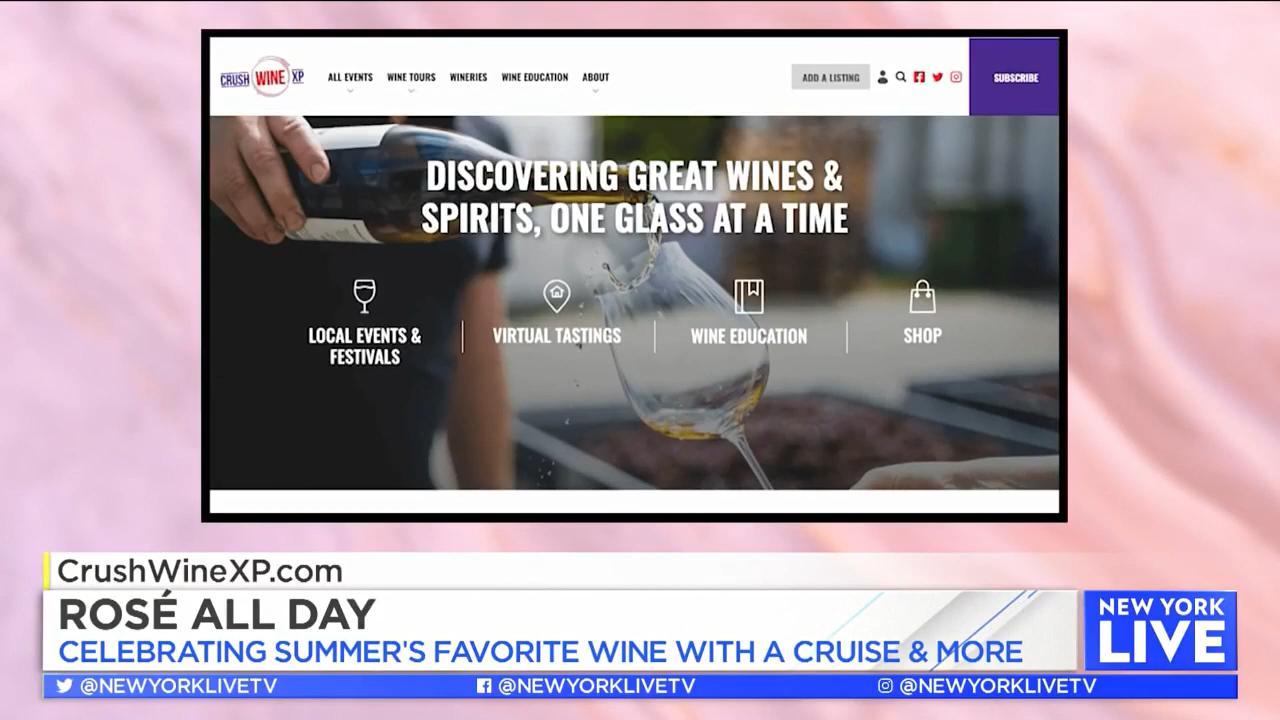 CRUSH WINE XP
ALL EVENTS WINE TOURS WINERIES WINE EDUCATION ABOUT
ADD A LISTING
SUBSCRIBE
DISCOVERING GREAT WINES &
SPIRITS, ONE GLASS AT A TIME
LOCAL EVENTS &
FESTIVALS
VIRTUAL TASTINGS
WINE EDUCATION
SHOP
CrushWineXP.com
ROSÉ ALL DAY
CELEBRATING SUMMER'S FAVORITE WINE WITH A CRUISE & MORE
NEW YORK
LIVE
@NEWYORKLIVETV @NEWYORKLIVETV @NEWYORKLIVETV